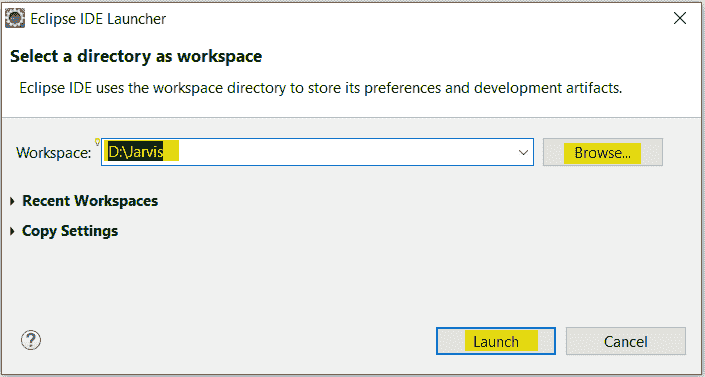 Eclipse IDE Launcher
Select a directory as workspace
Eclipse IDE uses the workspace directory to store its preferences and development artifacts.
Workspace: D:\Jarvis Browse...
Recent Workspaces
Copy Settings
? Launch Cancel